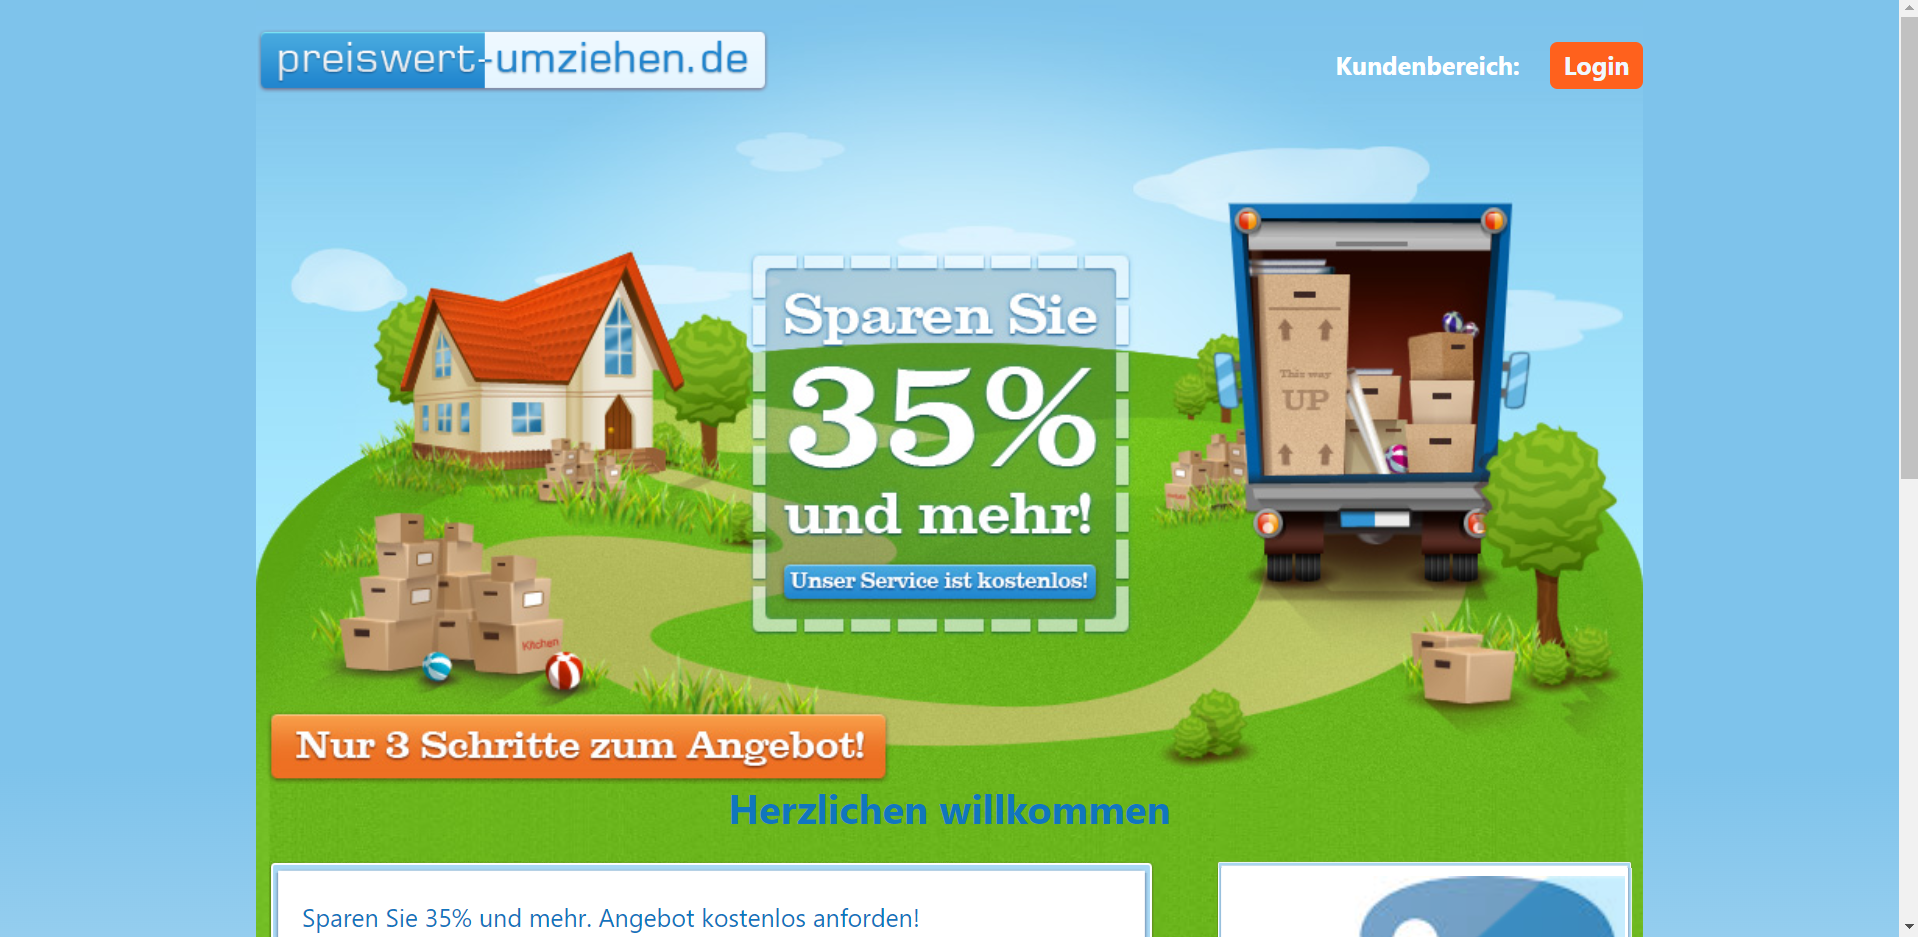 preiswert-umziehen.de
Kundenbereich:
Login
Sparen Sie
35%
und mehr!
Unser Service ist kostenlos!
This way
UP
Kitchen
Nur 3 Schritte zum Angebot!
Herzlichen willkommen
Sparen Sie 35% und mehr. Angebot kostenlos anforden!